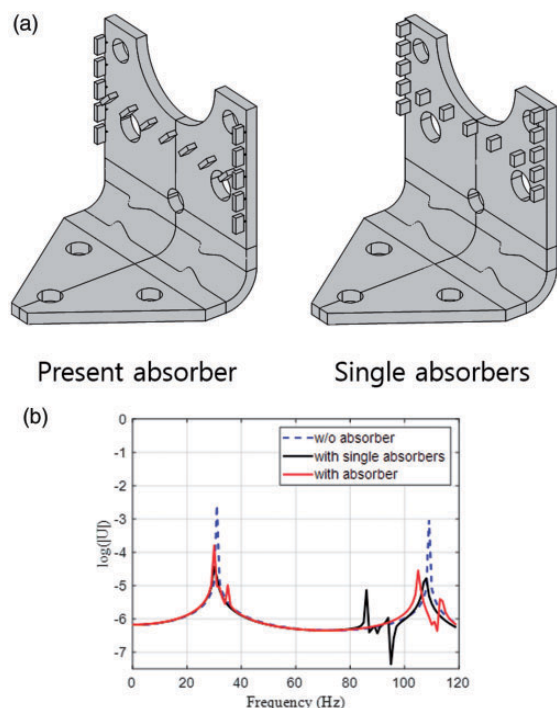 (a)
Present absorber
Single absorbers
(b)
0
-1
-2
-3
-4
-5
-6
-7
log(|U|)
w/o absorber
with single absorbers
with absorber
0 20 40 60 80 100 120
Frequency (Hz)